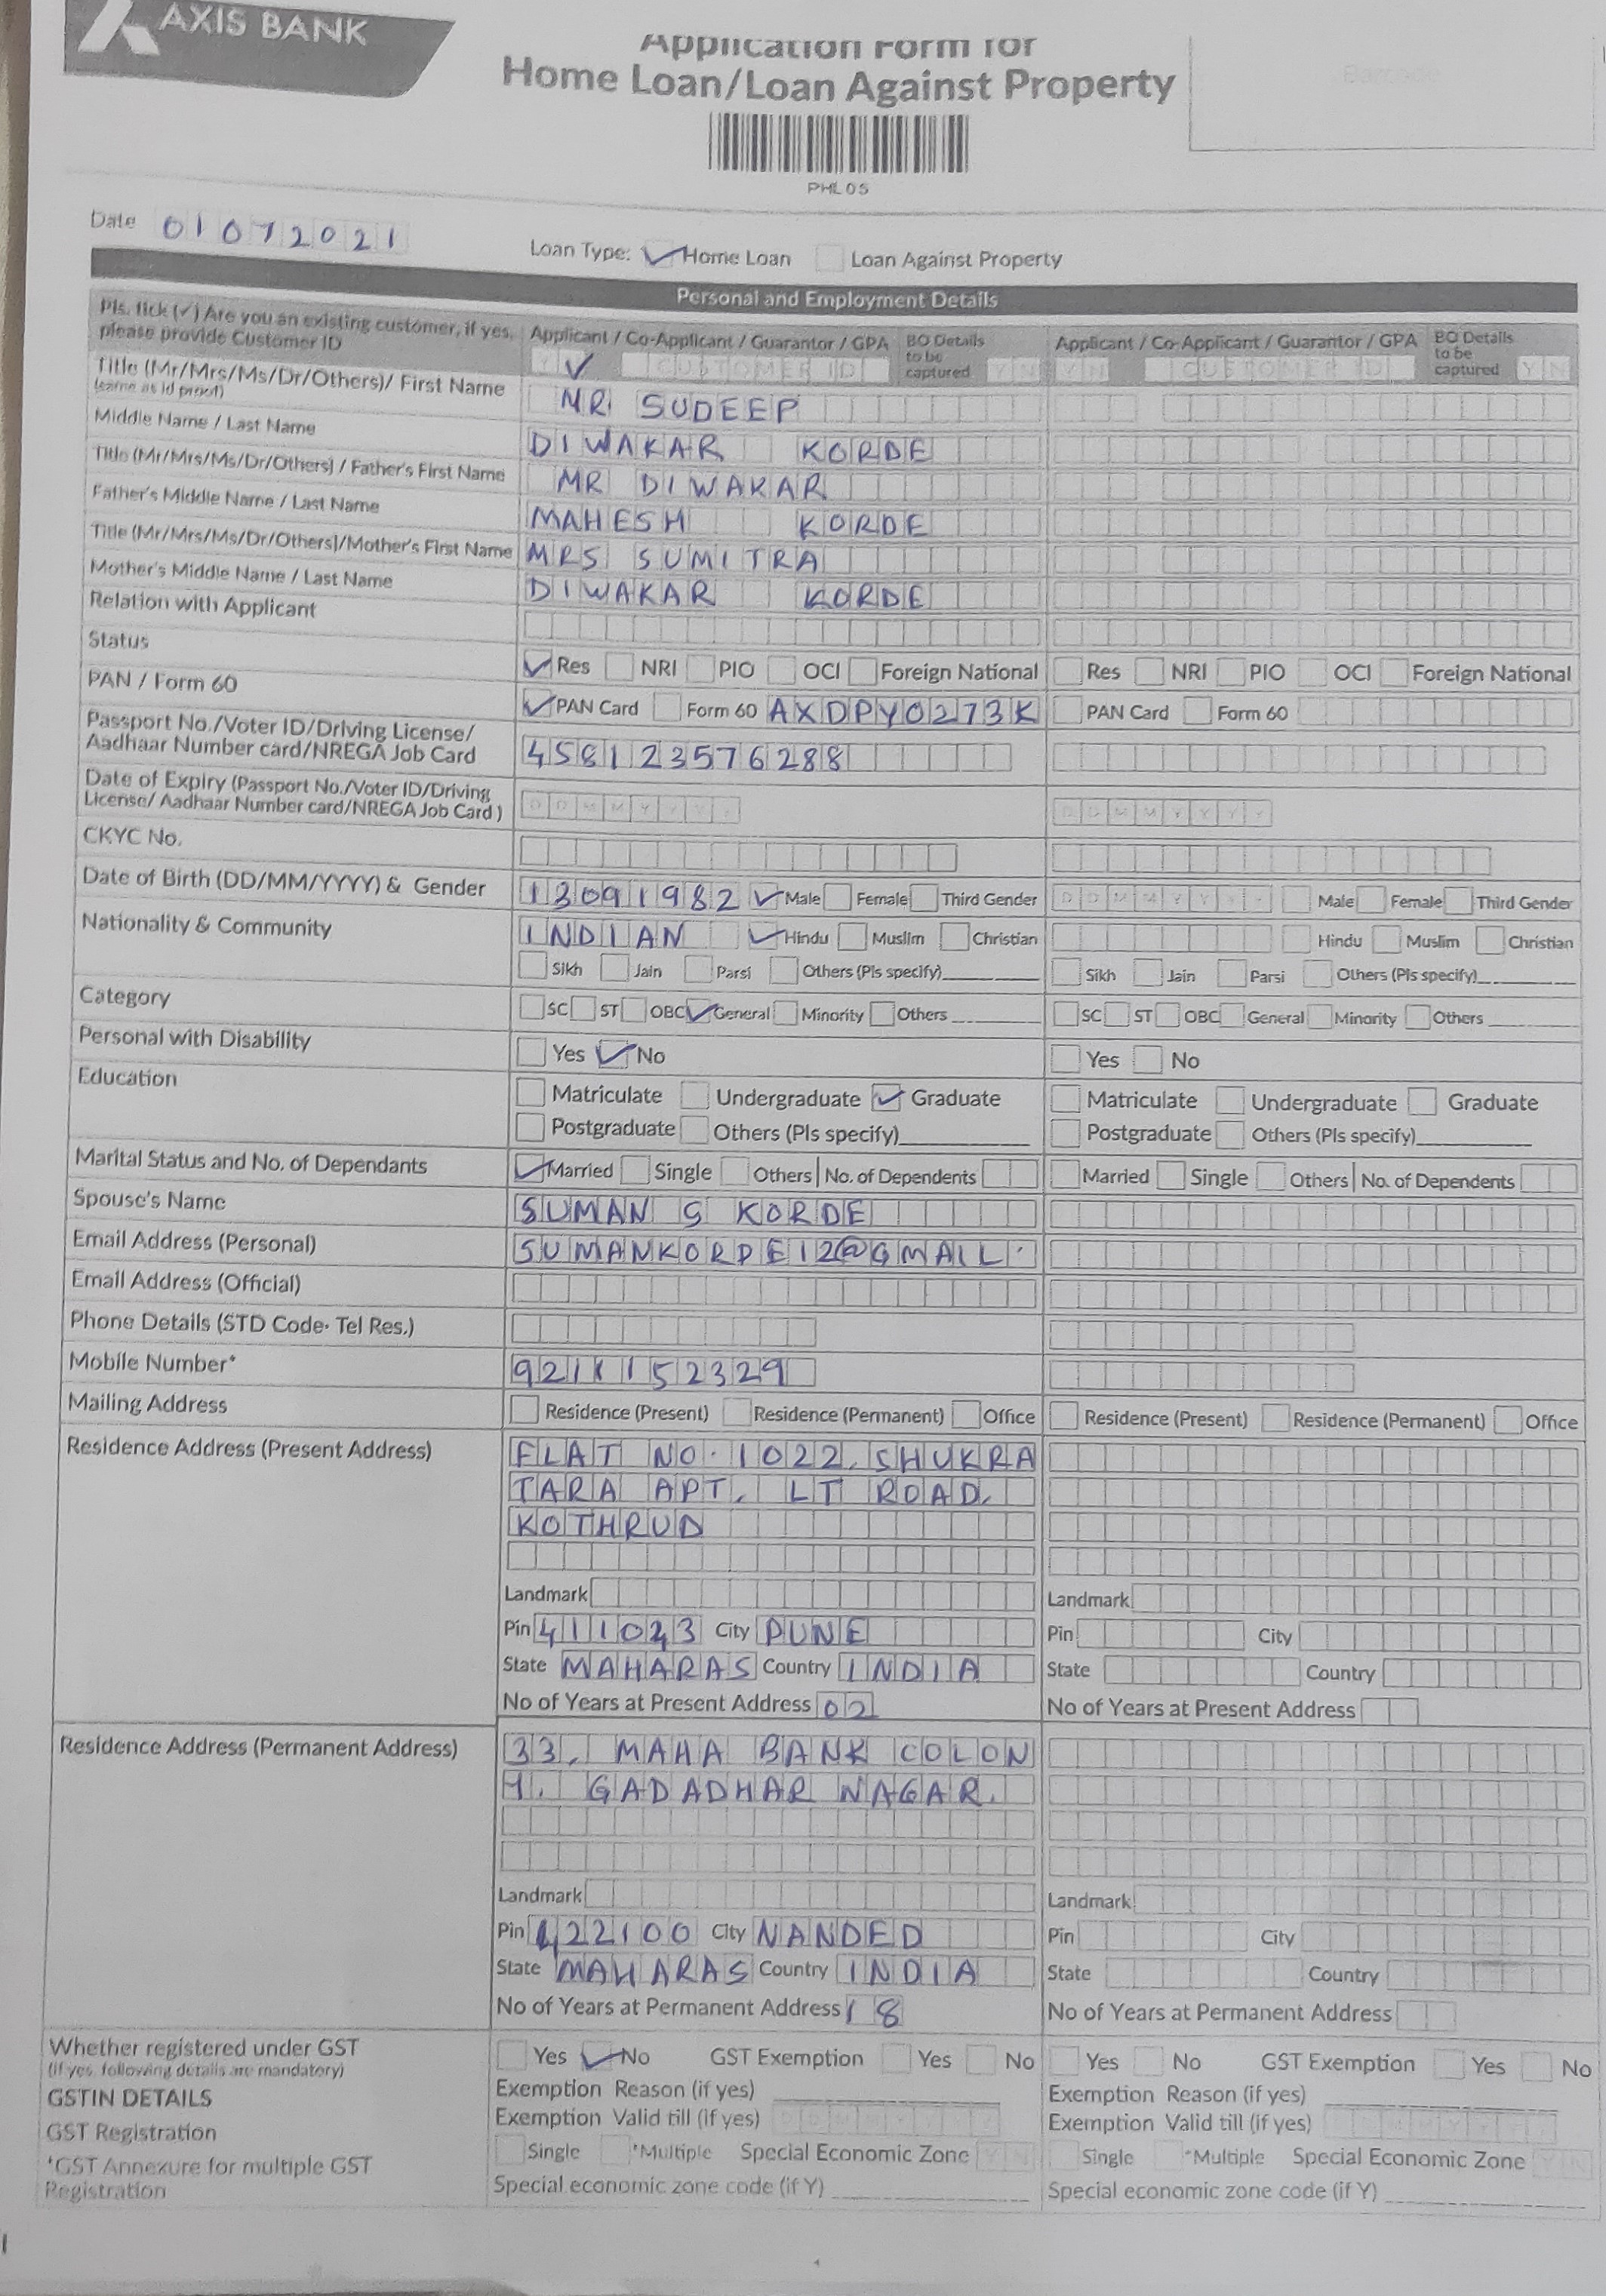 AXIS BANK
Application Form for
Home Loan/Loan Against Property
PHL05
Date 01072021
Loan Type: ✓ Home Loan Loan Against Property
Personal and Employment Details
Pls. tick (✓) Are you an existing customer, if yes, please provide Customer ID
Applicant / Co-Applicant / Guarantor / GPA BO Details to be captured Y N Applicant / Co-Applicant / Guarantor / GPA BO Details to be captured Y N
Y ✓ CUSTOMER ID Y N CUSTOMER ID
Title (Mr/Mrs/Ms/Dr/Others)/ First Name (same as id proof) MR SUDEEP
Middle Name / Last Name DIWAKAR KORDE
Title (Mr/Mrs/Ms/Dr/Others) / Father's First Name MR DIWAKAR
Father's Middle Name / Last Name MAHESH KORDE
Title (Mr/Mrs/Ms/Dr/Others)/Mother's First Name MRS SUMITRA
Mother's Middle Name / Last Name DIWAKAR KORDE
Relation with Applicant
Status ✓ Res NRI PIO OCI Foreign National Res NRI PIO OCI Foreign National
PAN / Form 60 ✓ PAN Card Form 60 AXDPY0273K PAN Card Form 60
Passport No./Voter ID/Driving License/
Aadhaar Number card/NREGA Job Card 458123576288
Date of Expiry (Passport No./Voter ID/Driving
License/ Aadhaar Number card/NREGA Job Card ) D D M M Y Y Y Y D D M M Y Y Y Y
CKYC No.
Date of Birth (DD/MM/YYYY) & Gender 13091982 ✓ Male Female Third Gender D D M M Y Y Y Y Male Female Third Gender
Nationality & Community INDIAN ✓ Hindu Muslim Christian Hindu Muslim Christian
Sikh Jain Parsi Others (Pls specify) Sikh Jain Parsi Others (Pls specify)
Category SC ST OBC ✓ General Minority Others SC ST OBC General Minority Others
Personal with Disability Yes ✓ No Yes No
Education Matriculate Undergraduate ✓ Graduate Matriculate Undergraduate Graduate
Postgraduate Others (Pls specify) Postgraduate Others (Pls specify)
Marital Status and No. of Dependants ✓ Married Single Others No. of Dependents Married Single Others No. of Dependents
Spouse's Name SUMAN S KORDE
Email Address (Personal) SUMANKORDE12@GMAIL.
Email Address (Official)
Phone Details (STD Code- Tel Res.)
Mobile Number* 9211152329
Mailing Address Residence (Present) Residence (Permanent) Office Residence (Present) Residence (Permanent) Office
Residence Address (Present Address) FLAT NO. 1022, SHUKRA
TARA APT, LT ROAD,
KOTHRUD
Landmark Landmark
Pin 411023 City PUNE Pin City
State MAHARAS Country INDIA State Country
No of Years at Present Address 02 No of Years at Present Address
Residence Address (Permanent Address) 33, MAHA BANK COLON
Y. GADADHAR NAGAR.
Landmark Landmark
Pin 422100 City NANDED Pin City
State MAHARAS Country INDIA State Country
No of Years at Permanent Address 18 No of Years at Permanent Address
Whether registered under GST Yes ✓ No GST Exemption Yes No Yes No GST Exemption Yes No
(if yes, following details are mandatory)
Exemption Reason (if yes) Exemption Reason (if yes)
GSTIN DETAILS
Exemption Valid till (if yes) Exemption Valid till (if yes)
GST Registration
Single *Multiple Special Economic Zone Y N Single *Multiple Special Economic Zone Y N
*GST Annexure for multiple GST
Registration
Special economic zone code (if Y) Special economic zone code (if Y)